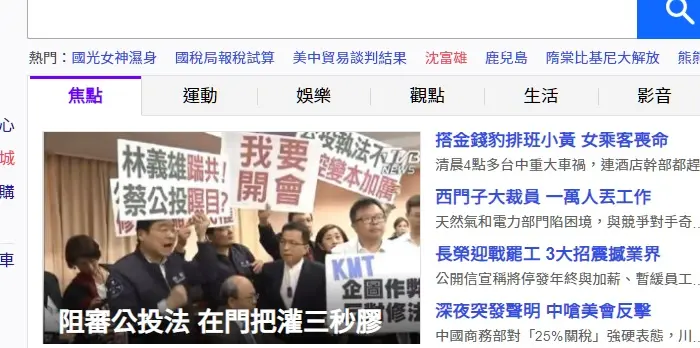 熱門：國光女神濕身 國稅局報稅試算 美中貿易談判結果 沈富雄 鹿兒島 隋棠比基尼大解放 熊熊
焦點 運動 娛樂 觀點 生活 影音
心
城
購
車
林義雄踹共!
蔡公投瞑目?
我要
開會
公投執法不
變本加厲
TVBS
NEWS
KMT
企圖作弊
阻審公投法 在門把灌三秒膠
搭金錢豹排班小黃 女乘客喪命
清晨4點多台中重大車禍，連酒店幹部都趕
西門子大裁員 一萬人丟工作
天然氣和電力部門陷困境，與競爭對手奇...
長榮迎戰罷工 3大招震撼業界
公開信宣稱將停發年終與加薪、暫緩員工...
深夜突發聲明 中嗆美會反擊
中國商務部對「25%關稅」強硬表態，川...